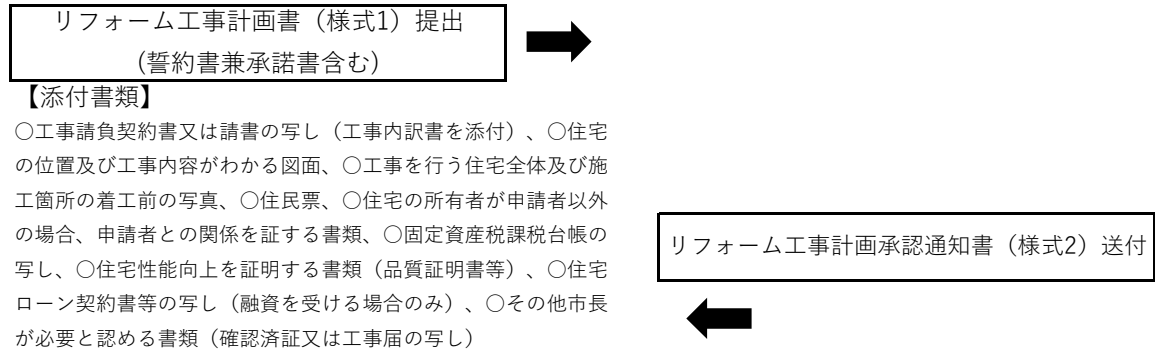 リフォーム工事計画書（様式1）提出
(誓約書兼承諾書含む)
【添付書類】
〇工事請負契約書又は請書の写し（工事内訳書を添付）、〇住宅
の位置及び工事内容がわかる図面、〇工事を行う住宅全体及び施
工箇所の着工前の写真、〇住民票、〇住宅の所有者が申請者以外
の場合、申請者との関係を証する書類、〇固定資産税課税台帳の
写し、〇住宅性能向上を証明する書類（品質証明書等）、〇住宅
ローン契約書等の写し（融資を受ける場合のみ）、〇その他市長
が必要と認める書類（確認済証又は工事届の写し）
リフォーム工事計画承認通知書（様式2）送付